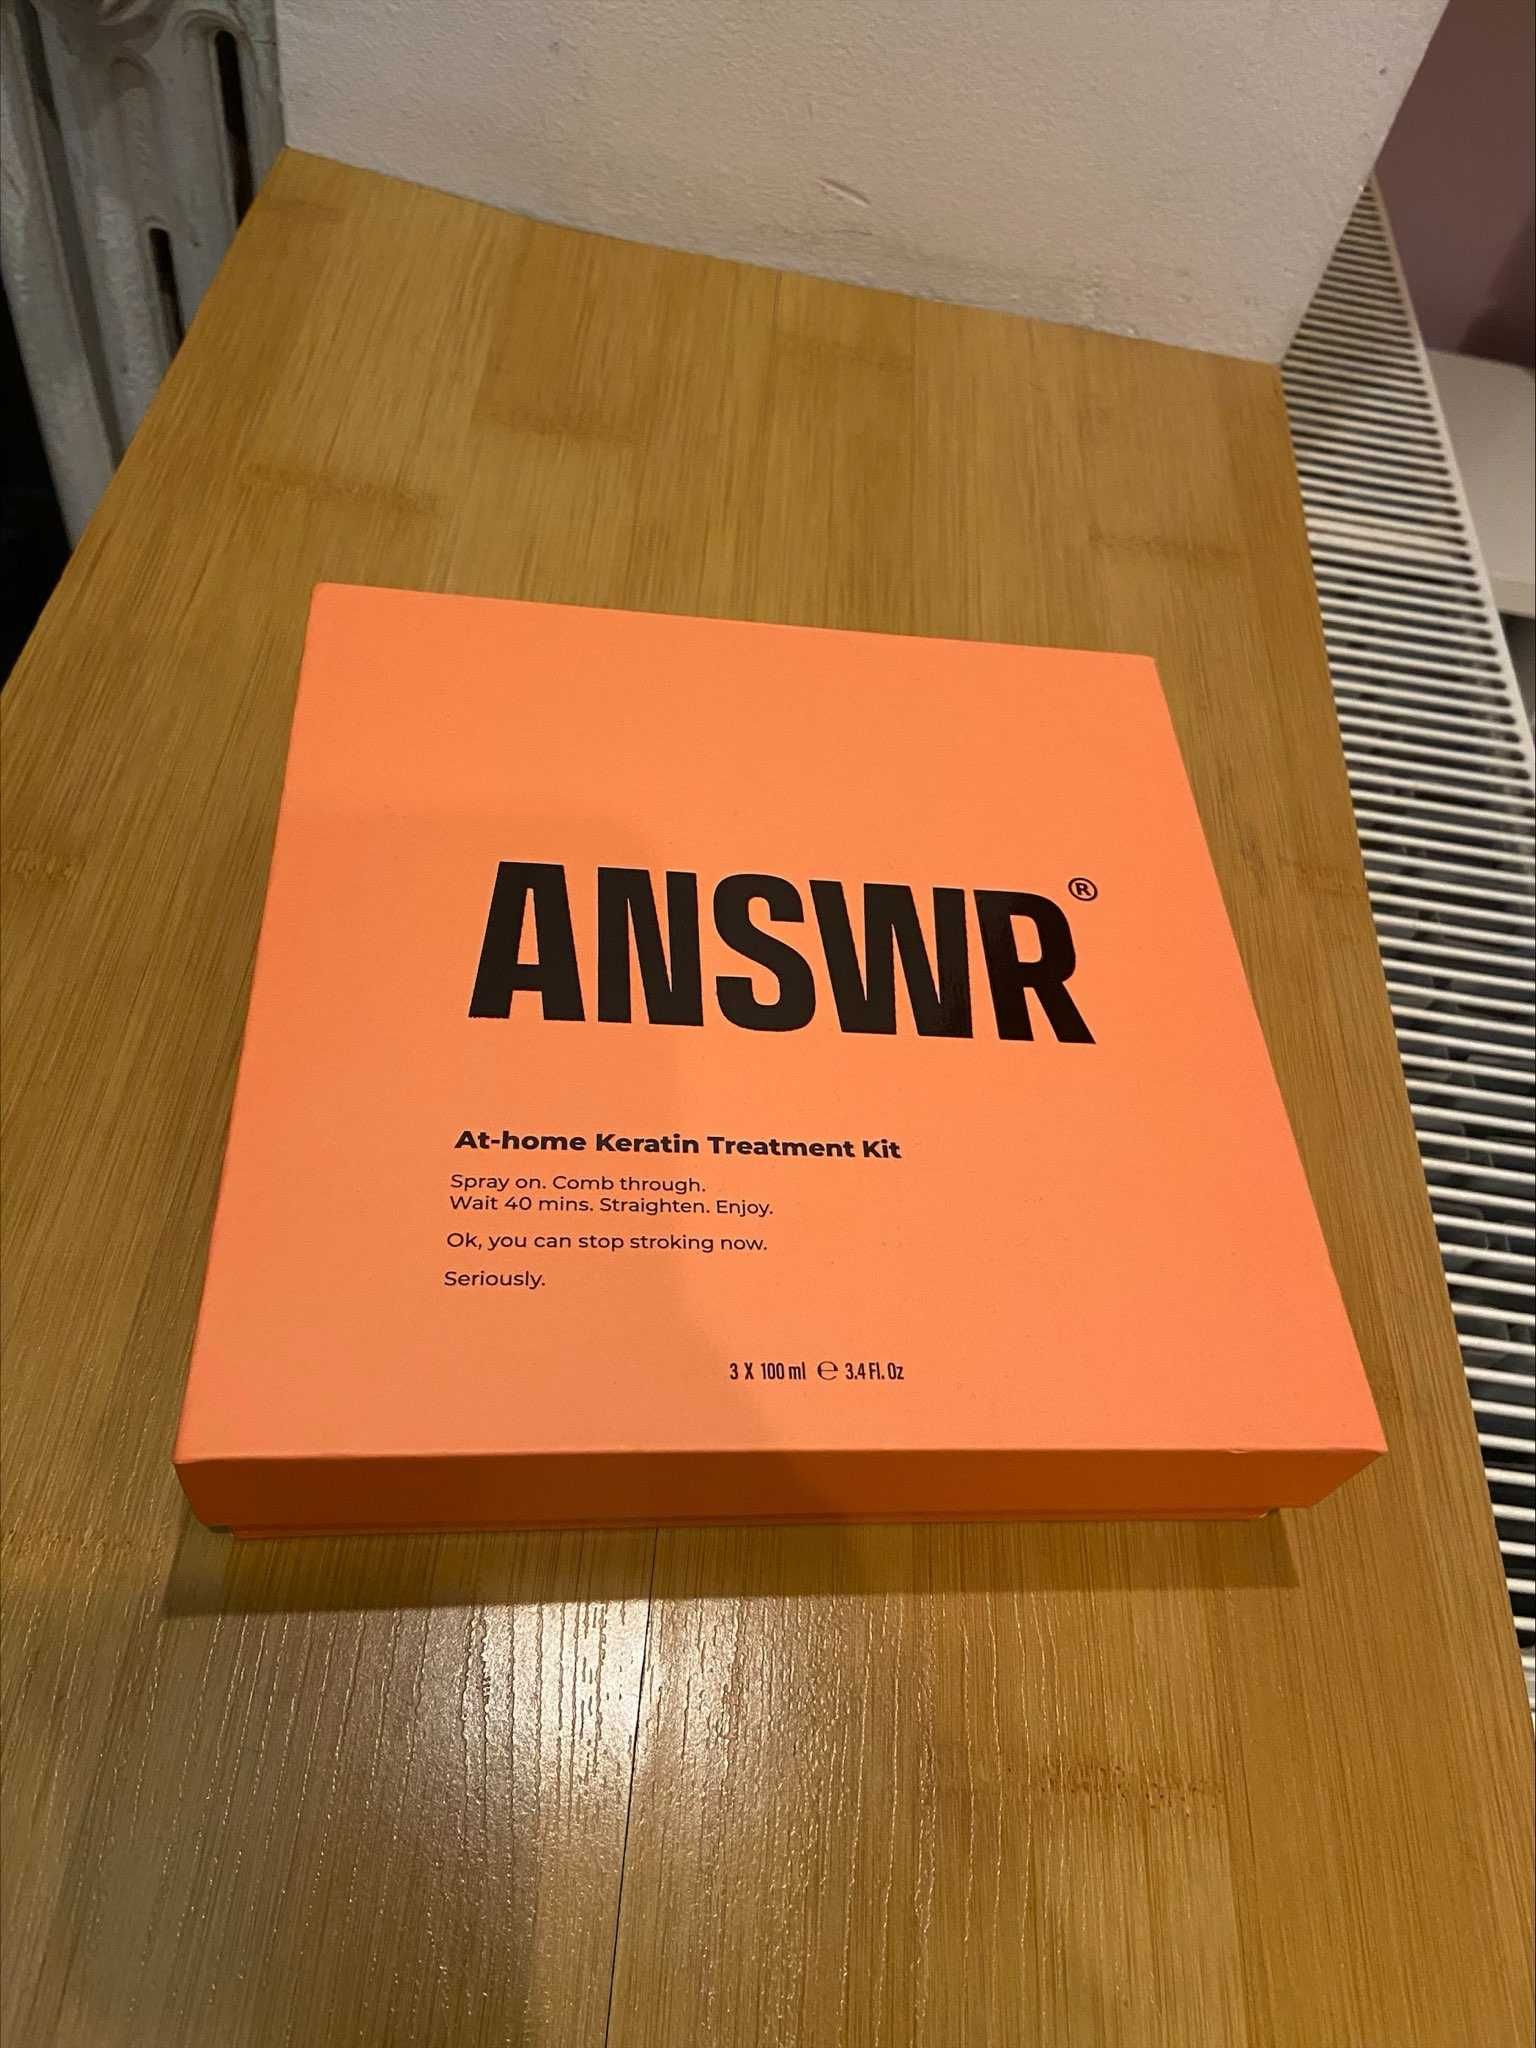 ANSWR®
At-home Keratin Treatment Kit
Spray on. Comb through.
Wait 40 mins. Straighten. Enjoy.
Ok, you can stop stroking now.
Seriously.
3 X 100 ml ℮ 3.4 Fl. Oz